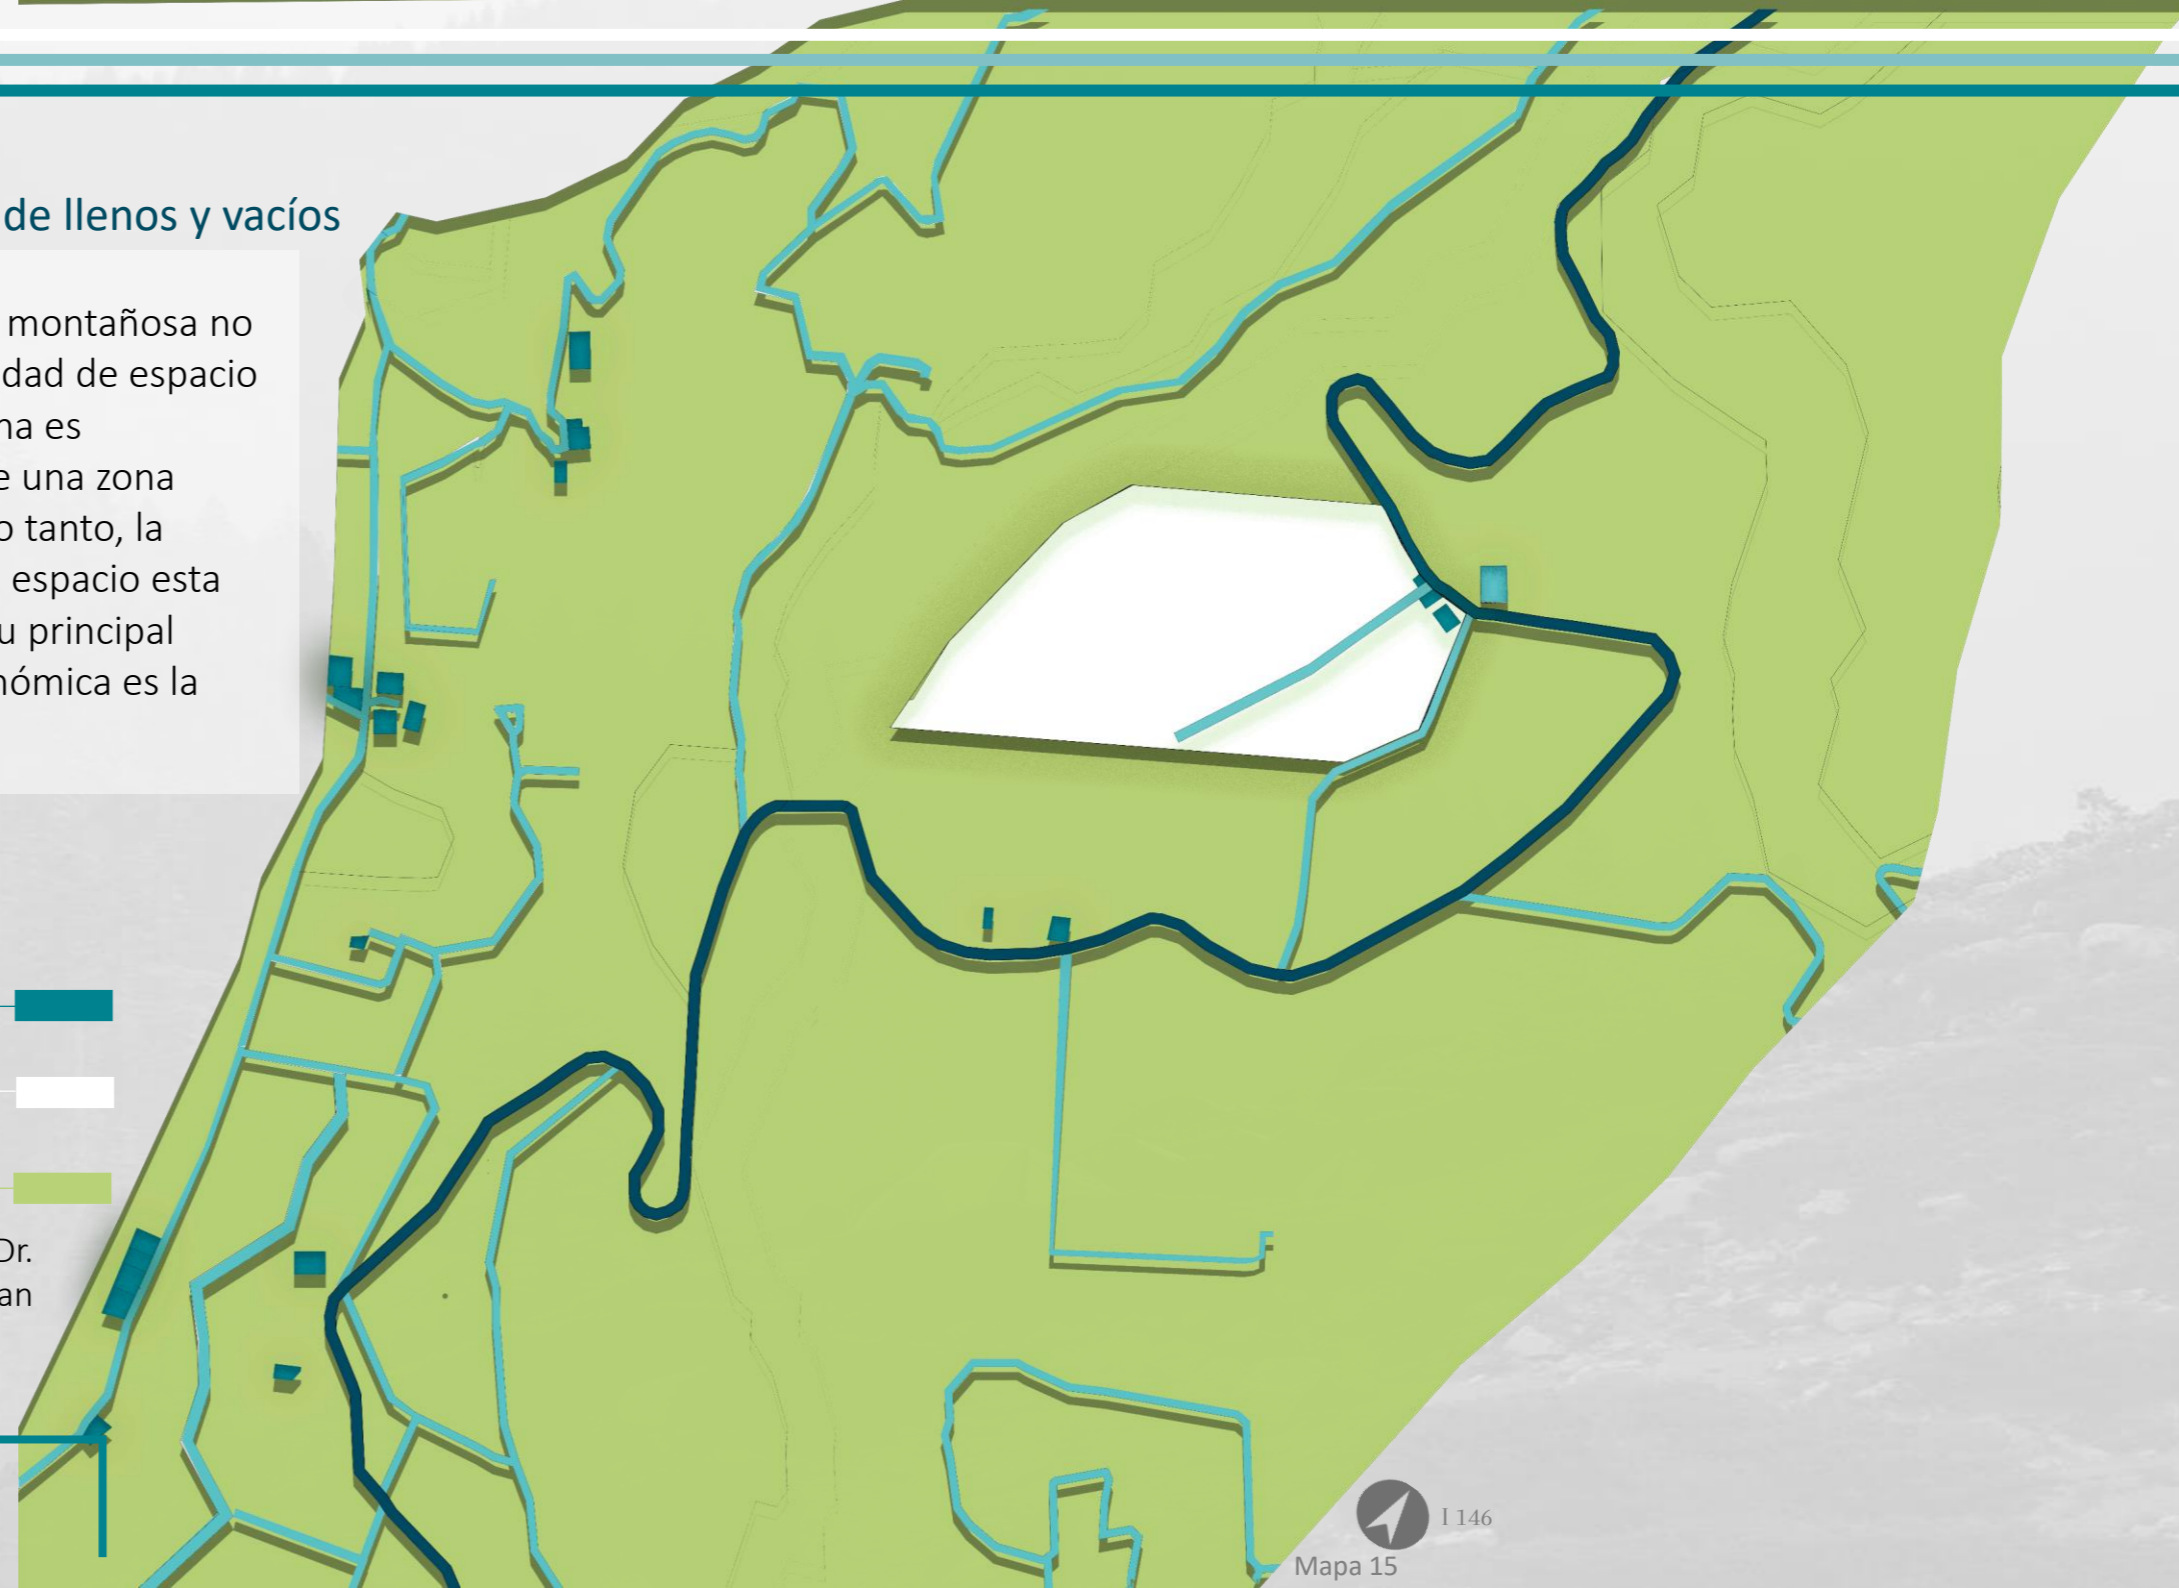 de llenos y vacíos
montañosa no
dad de espacio
na es
e una zona
o tanto, la
espacio esta
u principal
nómica es la
Dr.
an
I 146
Mapa 15